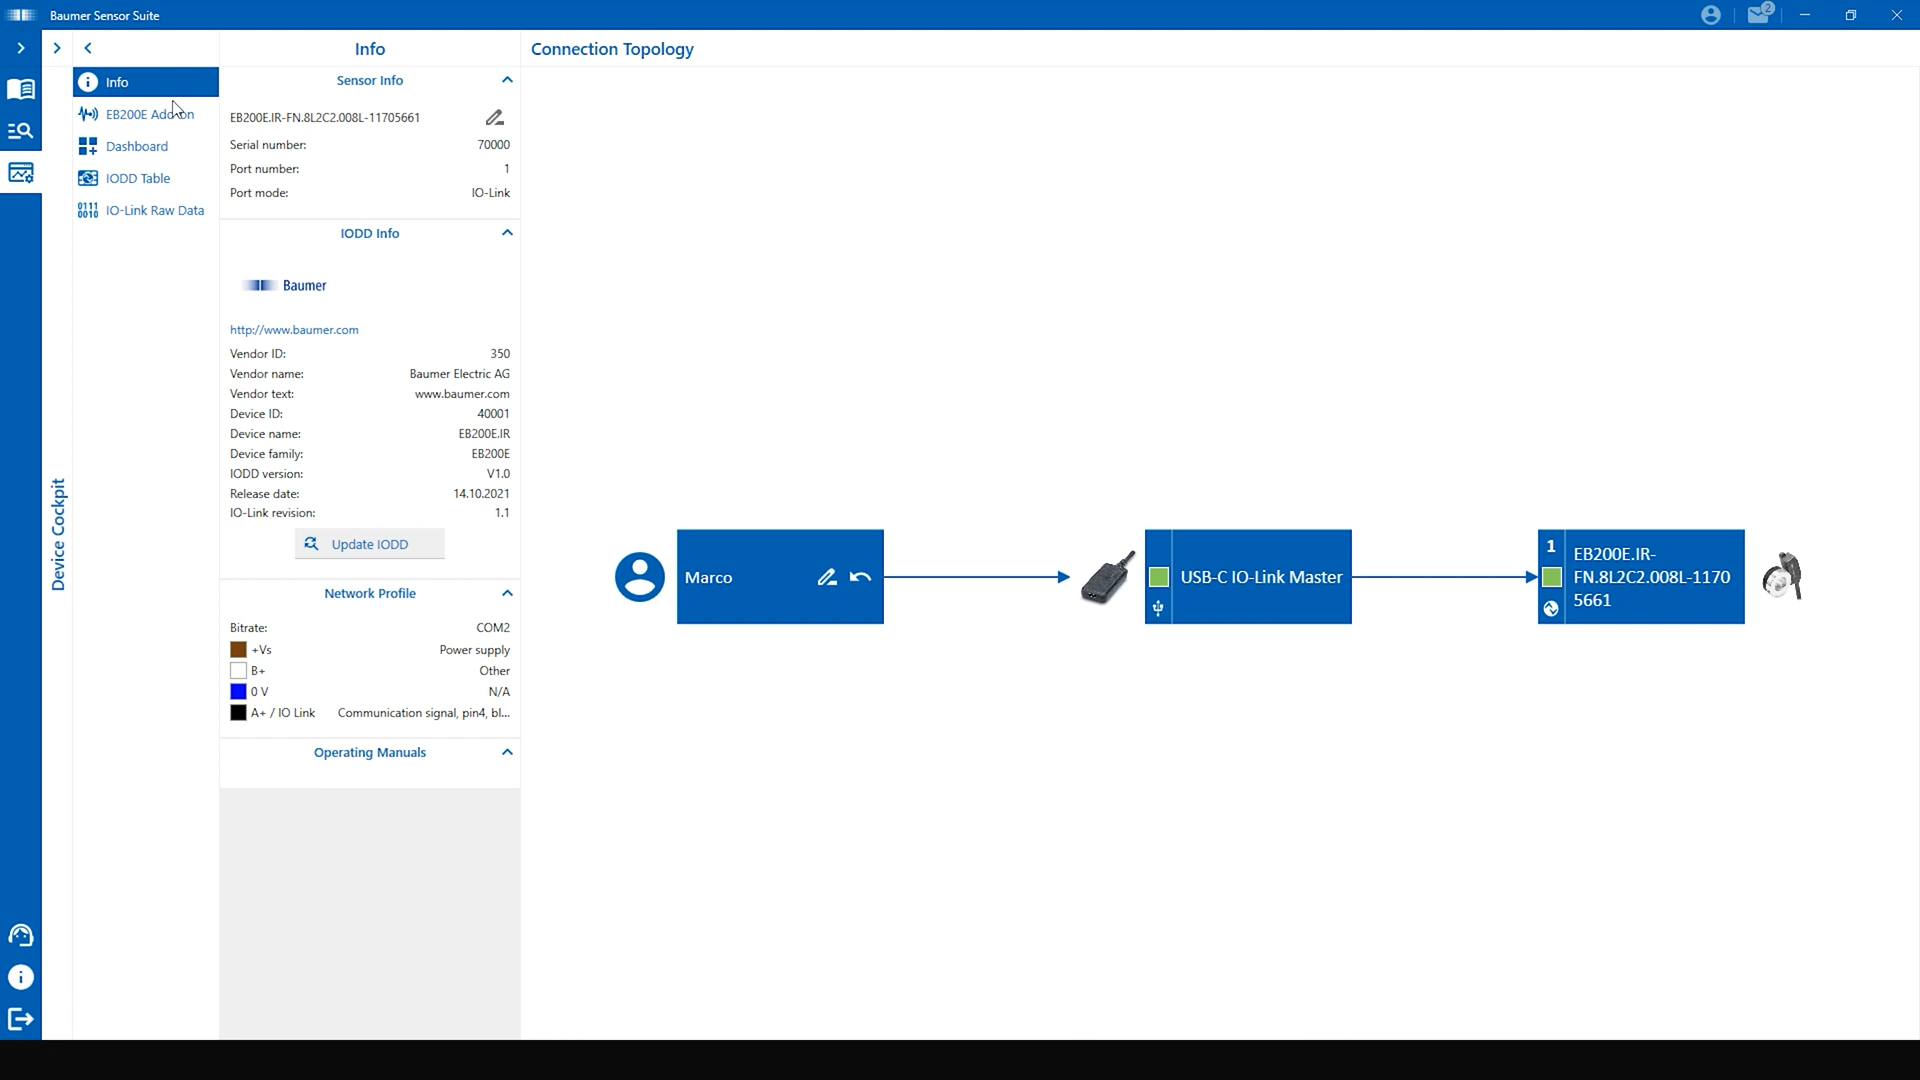 Baumer Sensor Suite
2
Info
Connection Topology
Info
EB200E Add-on
Dashboard
IODD Table
0111
0010
IO-Link Raw Data
Device Cockpit
Sensor Info
EB200E.IR-FN.8L2C2.008L-11705661
Serial number: 70000
Port number: 1
Port mode: IO-Link
IODD Info
Baumer
http://www.baumer.com
Vendor ID: 350
Vendor name: Baumer Electric AG
Vendor text: www.baumer.com
Device ID: 40001
Device name: EB200E.IR
Device family: EB200E
IODD version: V1.0
Release date: 14.10.2021
IO-Link revision: 1.1
Update IODD
Network Profile
Bitrate: COM2
+Vs Power supply
B+ Other
0 V N/A
A+ / IO Link Communication signal, pin4, bl...
Operating Manuals
Marco
USB-C IO-Link Master
1
EB200E.IR-
FN.8L2C2.008L-1170
5661